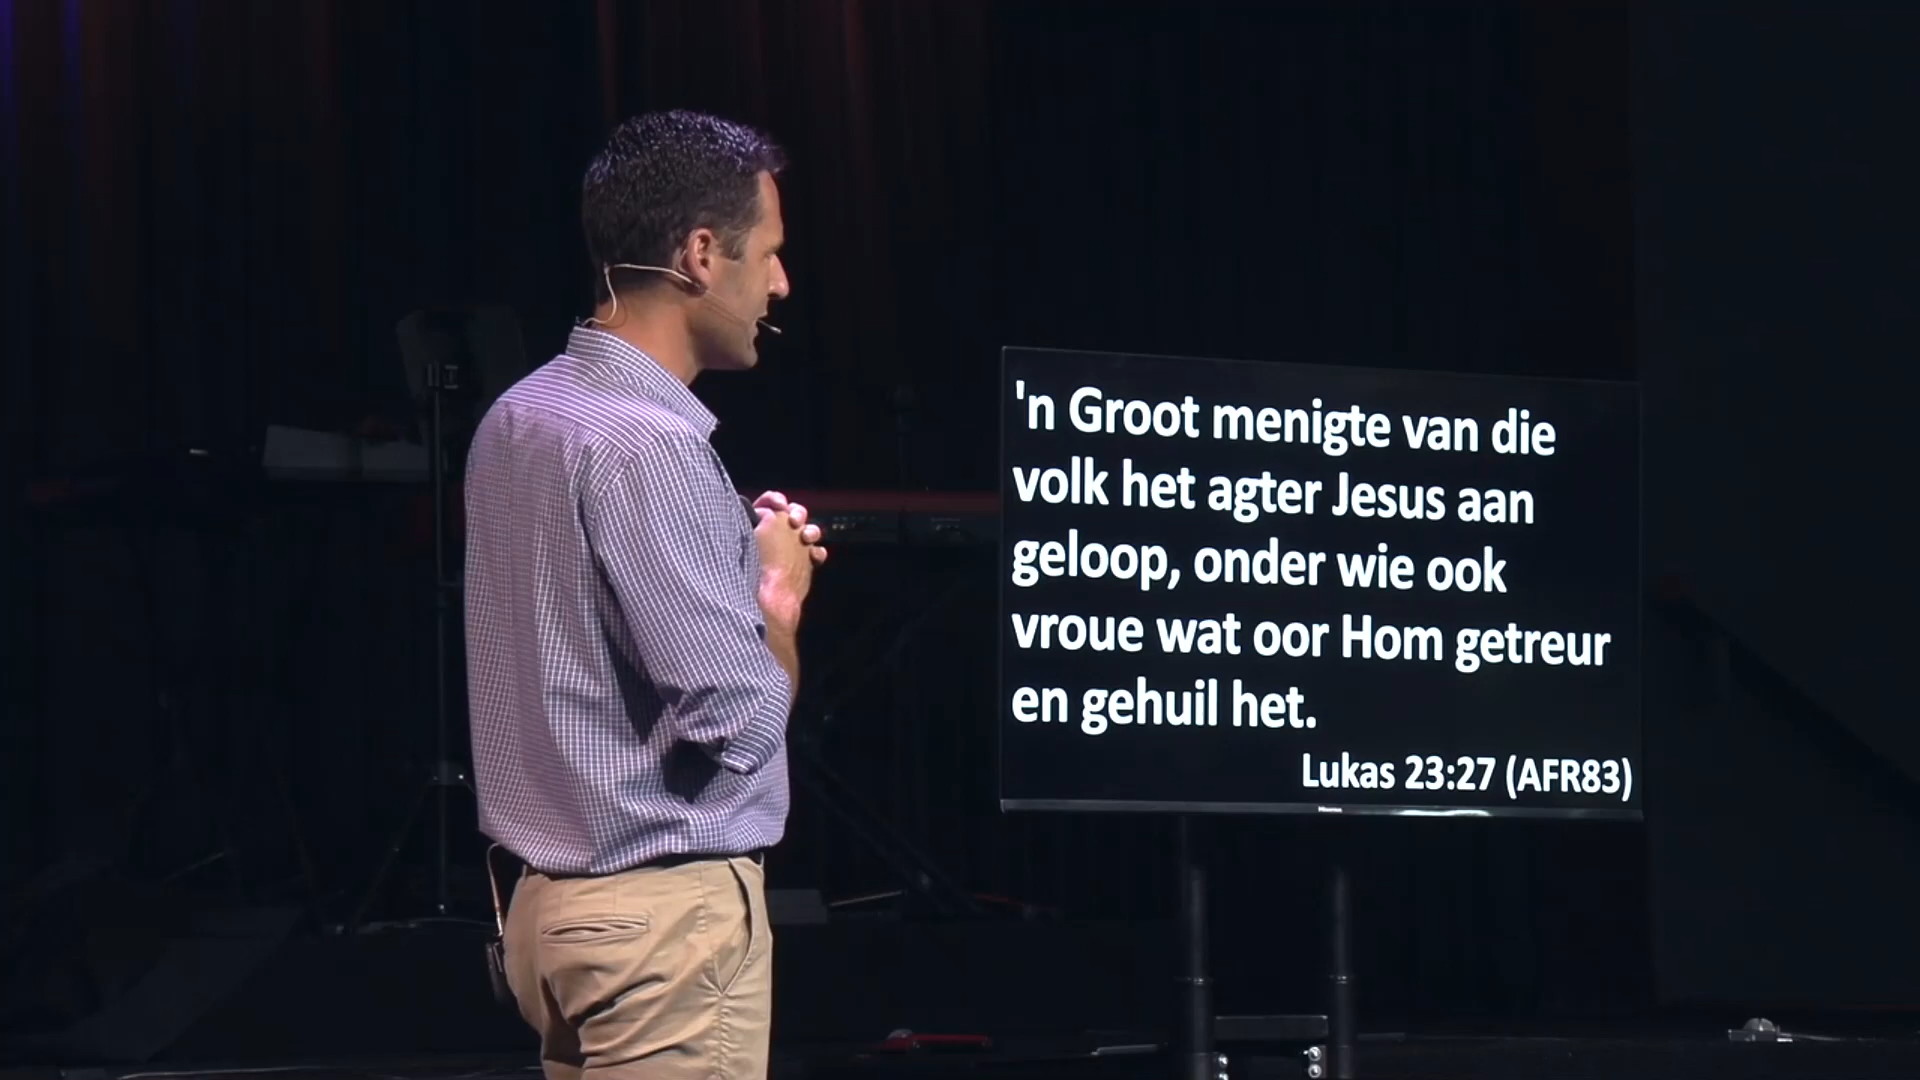 'n Groot menigte van die
volk het agter Jesus aan
geloop, onder wie ook
vroue wat oor Hom getreur
en gehuil het.
Lukas 23:27 (AFR83)
Hisense